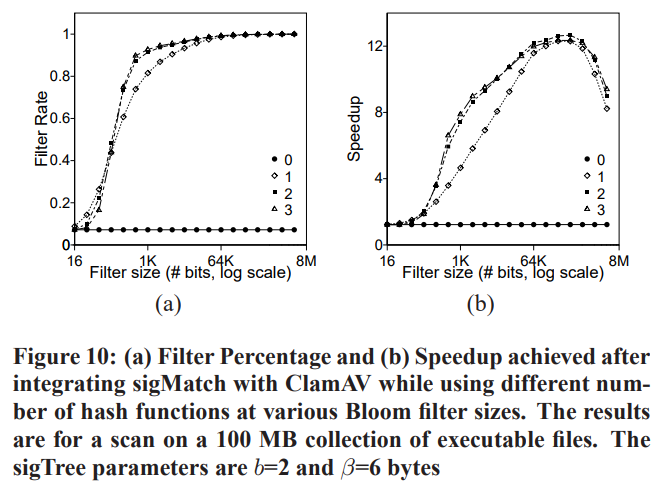 1
0.8
0.6
0.4
0.2
0
Filter Rate
0
1
2
3
16
1K
64K
8M
Filter size (# bits, log scale)
(a)
12
8
4
0
Speedup
0
1
2
3
16
1K
64K
8M
Filter size (# bits, log scale)
(b)
Figure 10: (a) Filter Percentage and (b) Speedup achieved after
integrating sigMatch with ClamAV while using different num-
ber of hash functions at various Bloom filter sizes. The results
are for a scan on a 100 MB collection of executable files. The
sigTree parameters are b=2 and β=6 bytes